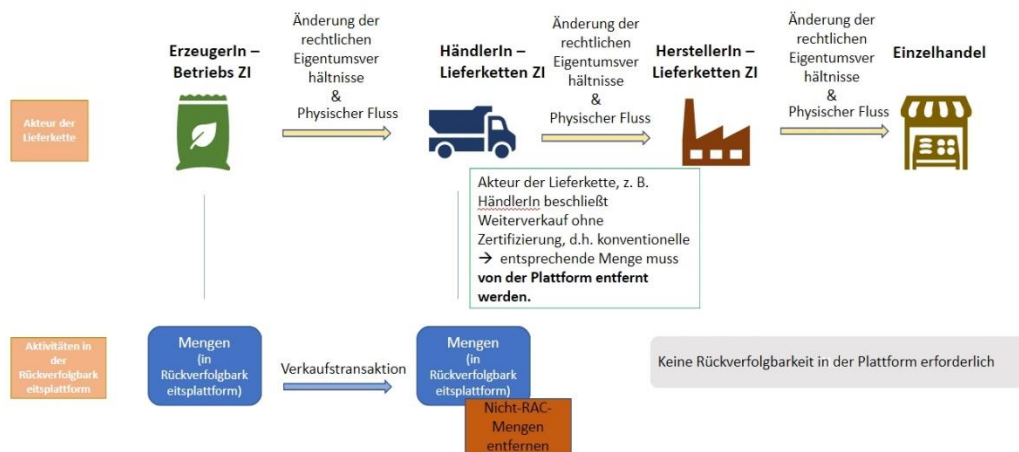 ErzeugerIn –
Betriebs ZI
Änderung der
rechtlichen
Eigentumsver
hältnisse
&
Physischer Fluss
HändlerIn -
Lieferketten ZI
Änderung der
rechtlichen
Eigentumsver
hältnisse
&
Physischer Fluss
HerstellerIn –
Lieferketten ZI
Änderung der
rechtlichen
Eigentumsver
hältnisse
&
Physischer Fluss
Einzelhandel
Akteur der
Lieferkette
Akteur der Lieferkette, z. B.
HändlerIn beschließt
Weiterverkauf ohne
Zertifizierung, d.h. konventionelle
→ entsprechende Menge muss
von der Plattform entfernt
werden.
Aktivitäten in
der
Rückverfolgbark
eitsplattform
Mengen
(in
Rückverfolgbark
eitsplattform)
Verkaufstransaktion
Mengen
(in
Rückverfolgbark
eitsplattform)
Nicht-RAC-
Mengen
entfernen
Keine Rückverfolgbarkeit in der Plattform erforderlich